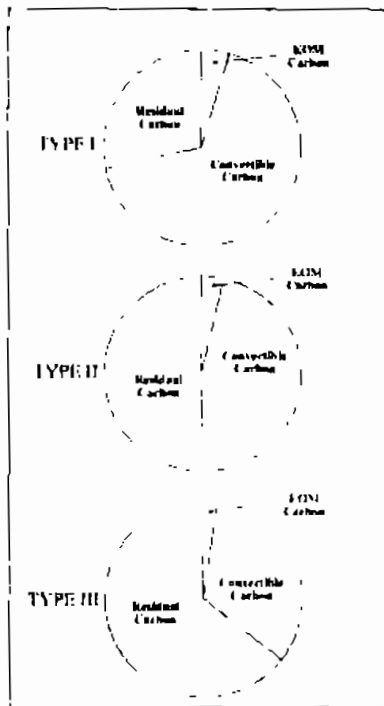 EOM
Carbon
Residual
Carbon
TYPE I
Convertible
Carbon
EOM
Carbon
Convertible
Carbon
TYPE II
Residual
Carbon
EOM
Carbon
Convertible
Carbon
TYPE III
Residual
Carbon